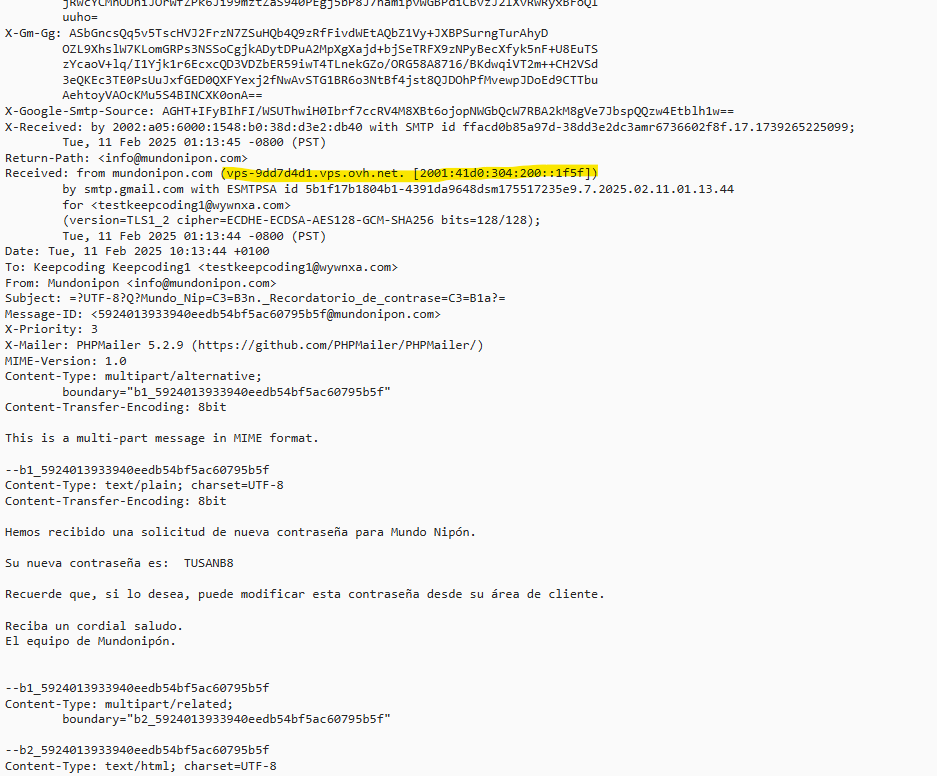 uuho=
X-Gm-Gg: ASbGncsQq5v5TscHVJ2FrzN7ZSuHQb4Q9zRfFivdWEtAQbZ1Vy+JXBPSurngTurAhyD
OZL9XhslW7KLomGRPs3NSSoCgjkADytDPuA2MpXgXajd+bjSeTRFX9zNPyBecXfyk5nF+U8EuTS
zYcaoV+lq/I1Yjk1r6EcxcQD3VDZbER59iwT4TLnekGZo/ORG58A8716/BKdwqiVT2m++CH2VSd
3eQKEc3TE0PsUuJxfGED0QXFYexj2fNwAvSTG1BR6o3NtBf4jst8QJDOhPfMvewpJDoEd9CTTbu
AehtoyVAOcKMu5S4BINCXK0onA==
X-Google-Smtp-Source: AGHT+IFyBIhFI/WSUThwiH0Ibrf7ccRV4M8XBt6ojopNWGbQcW7RBA2kM8gVe7JbspQQzw4Etblh1w==
X-Received: by 2002:a05:6000:1548:b0:38d:d3e2:db40 with SMTP id ffacd0b85a97d-38dd3e2dc3amr6736602f8f.17.1739265225099;
Tue, 11 Feb 2025 01:13:45 -0800 (PST)
Return-Path: <info@mundonipon.com>
Received: from mundonipon.com (vps-9dd7d4d1.vps.ovh.net. [2001:41d0:304:200::1f5f])
by smtp.gmail.com with ESMTPSA id 5b1f17b1804b1-4391da9648dsm175517235e9.7.2025.02.11.01.13.44
for <testkeepcoding1@wywnxa.com>
(version=TLS1_2 cipher=ECDHE-ECDSA-AES128-GCM-SHA256 bits=128/128);
Tue, 11 Feb 2025 01:13:44 -0800 (PST)
Date: Tue, 11 Feb 2025 10:13:44 +0100
To: Keepcoding Keepcoding1 <testkeepcoding1@wywnxa.com>
From: Mundonipon <info@mundonipon.com>
Subject: =?UTF-8?Q?Mundo_Nip=C3=B3n._Recordatorio_de_contrase=C3=B1a?=
Message-ID: <5924013933940eedb54bf5ac60795b5f@mundonipon.com>
X-Priority: 3
X-Mailer: PHPMailer 5.2.9 (https://github.com/PHPMailer/PHPMailer/)
MIME-Version: 1.0
Content-Type: multipart/alternative;
boundary="b1_5924013933940eedb54bf5ac60795b5f"
Content-Transfer-Encoding: 8bit
This is a multi-part message in MIME format.
--b1_5924013933940eedb54bf5ac60795b5f
Content-Type: text/plain; charset=UTF-8
Content-Transfer-Encoding: 8bit
Hemos recibido una solicitud de nueva contraseña para Mundo Nipón.
Su nueva contraseña es:  TUSANB8
Recuerde que, si lo desea, puede modificar esta contraseña desde su área de cliente.
Reciba un cordial saludo.
El equipo de Mundonipón.
--b1_5924013933940eedb54bf5ac60795b5f
Content-Type: multipart/related;
boundary="b2_5924013933940eedb54bf5ac60795b5f"
--b2_5924013933940eedb54bf5ac60795b5f
Content-Type: text/html; charset=UTF-8